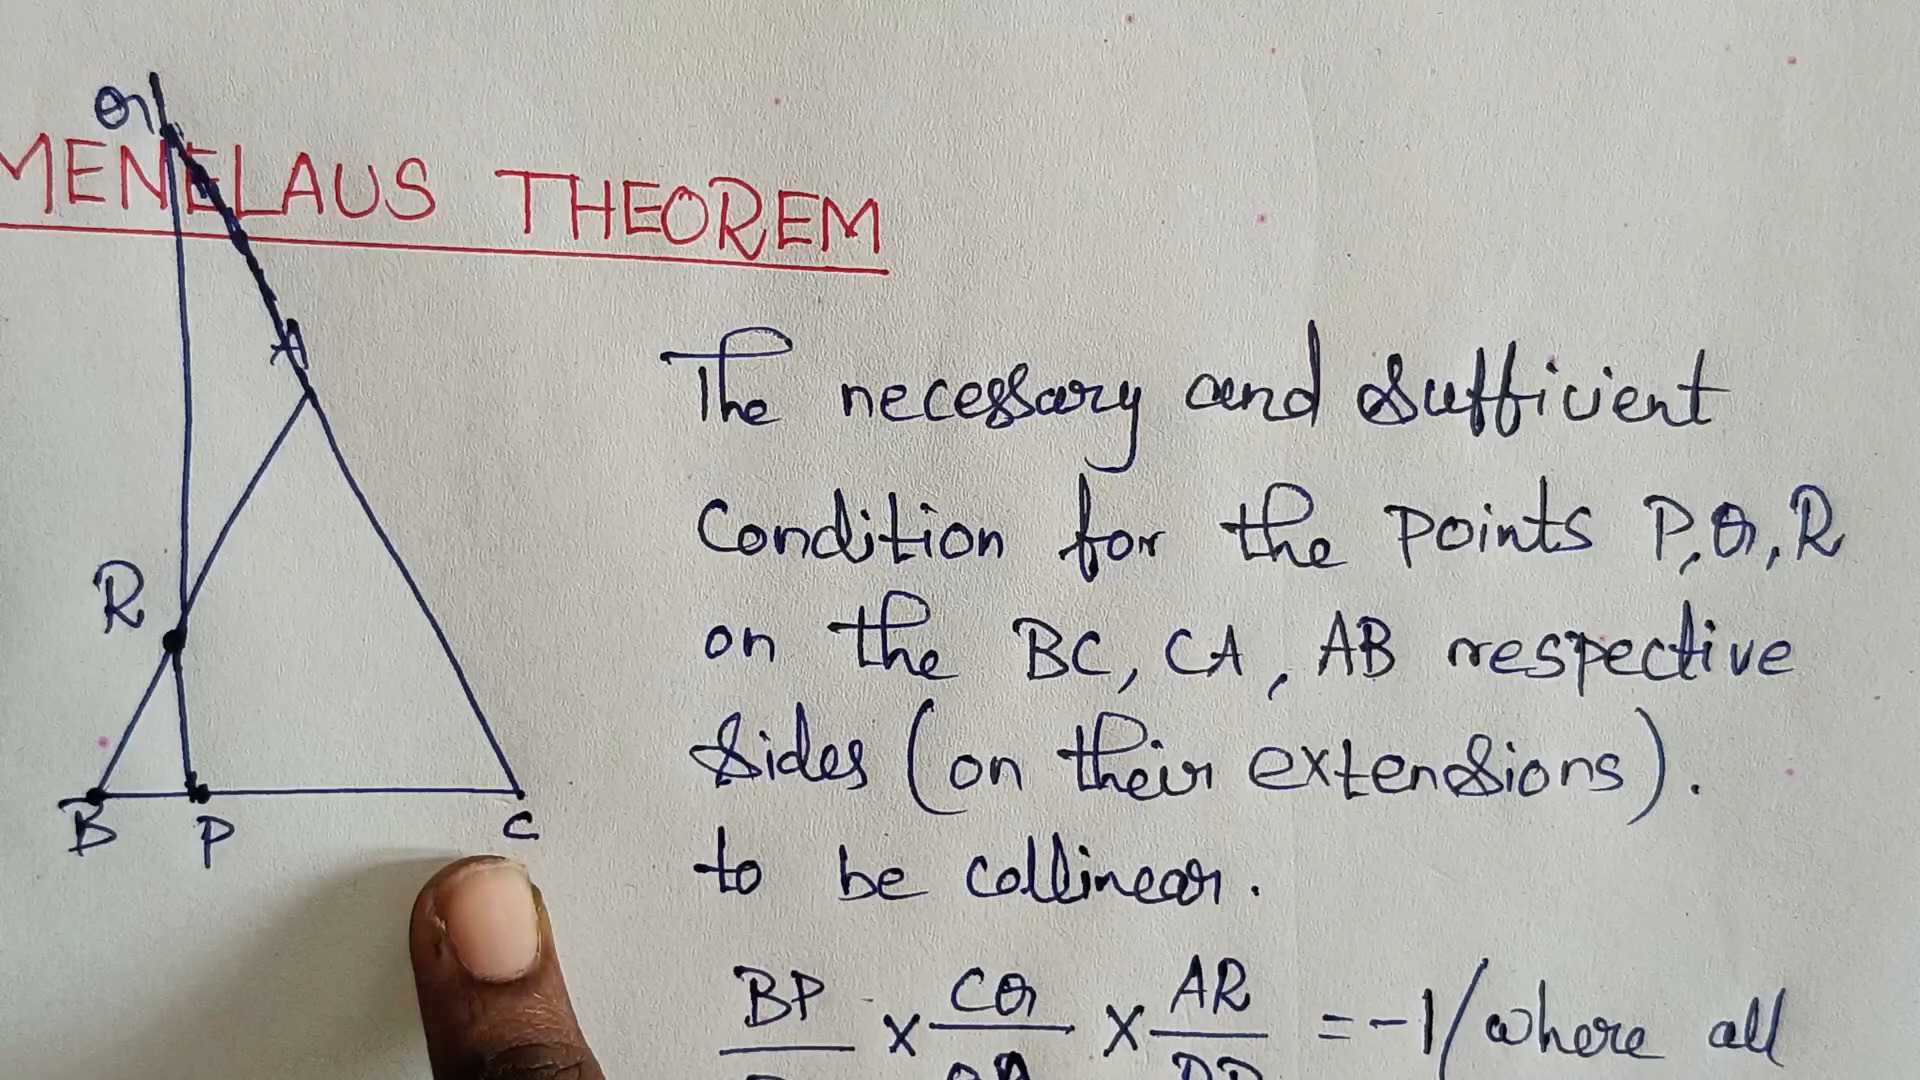 Q
MENELAUS THEOREM
A
The necessary and sufficient
Condition for the points P,Q,R
R
on the BC, CA, AB respective
sides (on their extensions).
B P C
to be collinear.
BP × CQ × AR = -1/where all